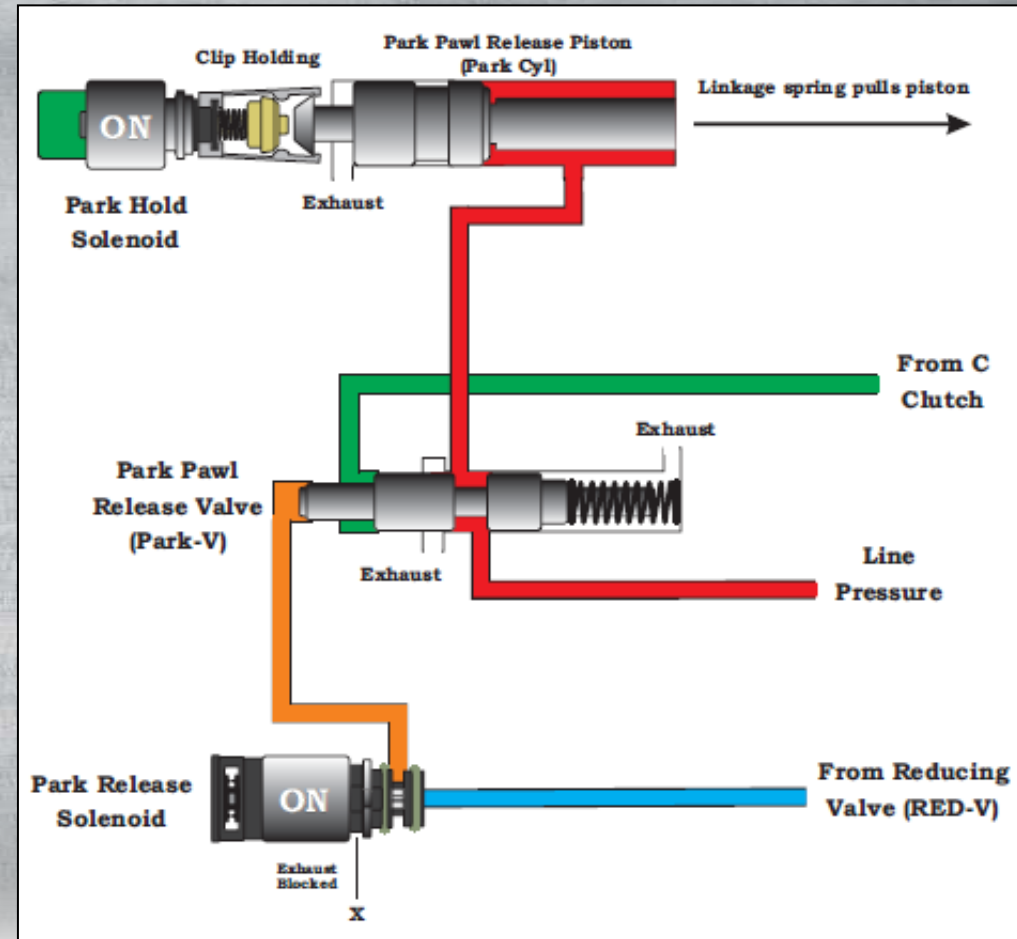 Clip Holding
Park Pawl Release Piston
(Park Cyl)
Linkage spring pulls piston
ON
Park Hold
Solenoid
Exhaust
From C
Clutch
Exhaust
Park Pawl
Release Valve
(Park-V)
Exhaust
Line
Pressure
Park Release
Solenoid
ON
From Reducing
Valve (RED-V)
Exhaust
Blocked
X